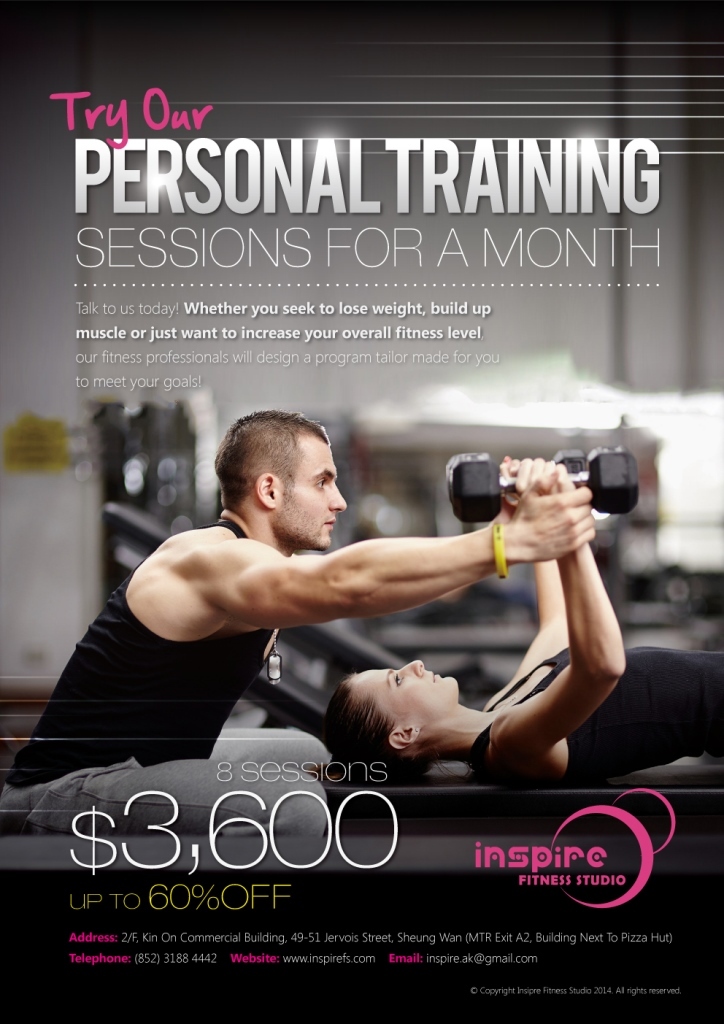 Try Our
PERSONAL TRAINING
SESSIONS FOR A MONTH
Talk to us today! Whether you seek to lose weight, build up
muscle or just want to increase your overall fitness level,
our fitness professionals will design a program tailor made for you
to meet your goals!
8 sessions
$3,600
UP TO 60%OFF
inspire
FITNESS STUDIO
Address: 2/F, Kin On Commercial Building, 49-51 Jervois Street, Sheung Wan (MTR Exit A2, Building Next To Pizza Hut)
Telephone: (852) 3188 4442 Website: www.inspirefs.com Email: inspire.ak@gmail.com
© Copyright Insipre Fitness Studio 2014. All rights reserved.